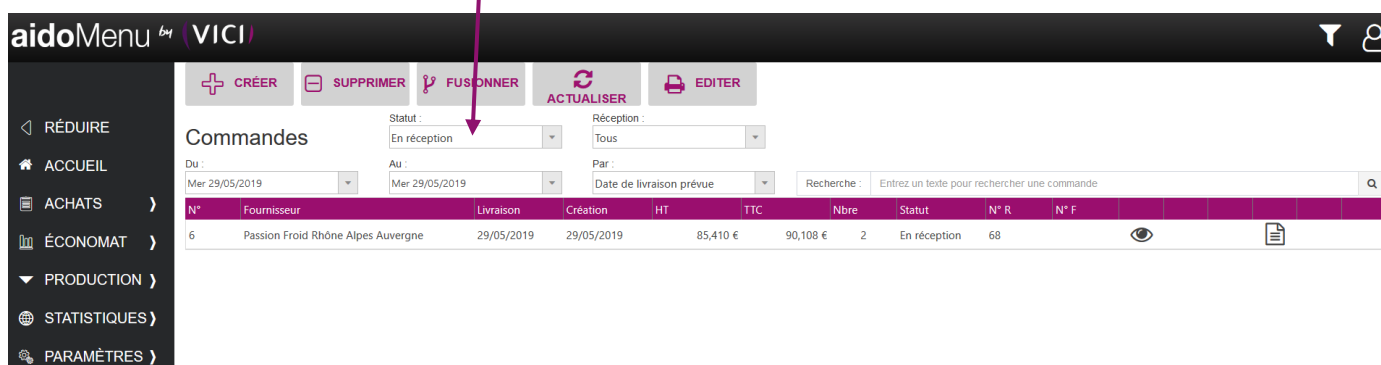 aidoMenu by (VICI)
CRÉER SUPPRIMER FUSIONNER ACTUALISER EDITER
RÉDUIRE
ACCUEIL
ACHATS
ÉCONOMAT
PRODUCTION
STATISTIQUES
PARAMÈTRES
Commandes
Statut :
En réception
Réception :
Tous
Du :
Mer 29/05/2019
Au :
Mer 29/05/2019
Par :
Date de livraison prévue
Recherche : Entrez un texte pour rechercher une commande
N° Fournisseur Livraison Création HT TTC Nbre Statut N° R N° F
6 Passion Froid Rhône Alpes Auvergne 29/05/2019 29/05/2019 85,410 € 90,108 € 2 En réception 68